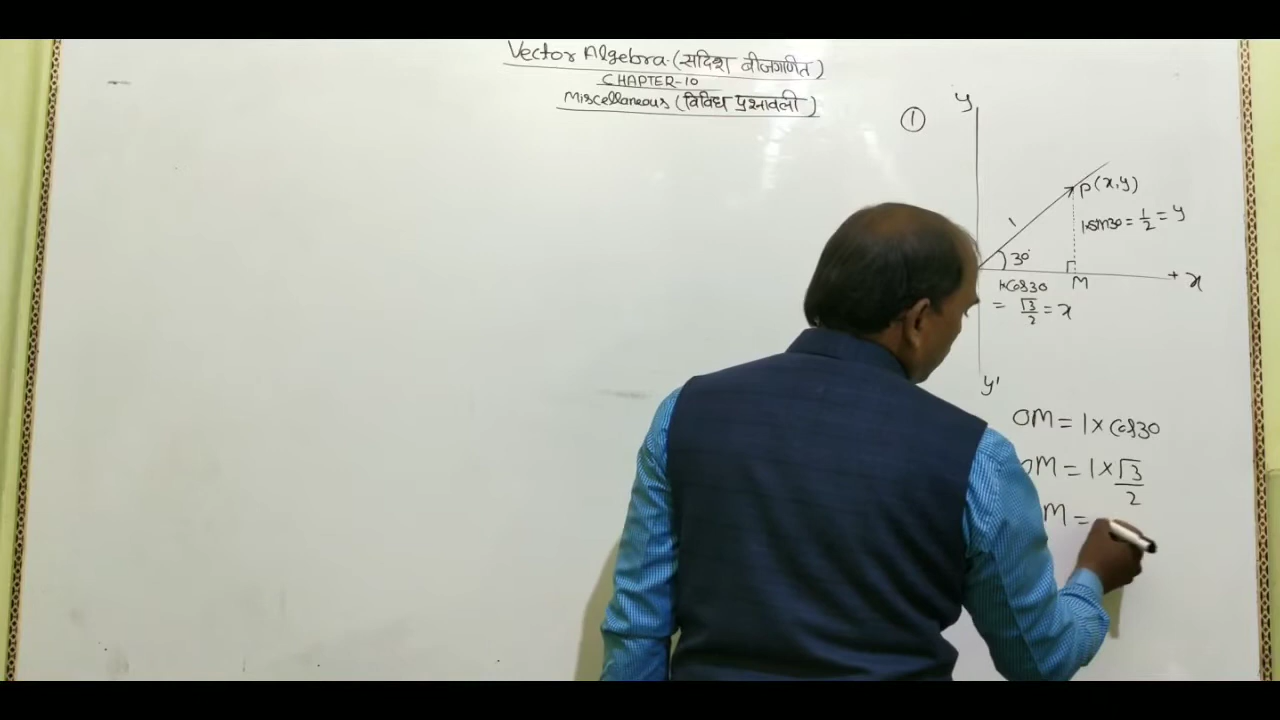 Vector Algebra. (सदिश बीजगणित)
CHAPTER-10
Miscellaneous (विविध प्रश्नावली)
①
y
P(x,y)
1
1×sin30 = 1/2 = y
30°
M
+ x
1×Cos30
= √3/2 = x
y'
OM = 1×Cos30
OM = 1×√3/2
M =